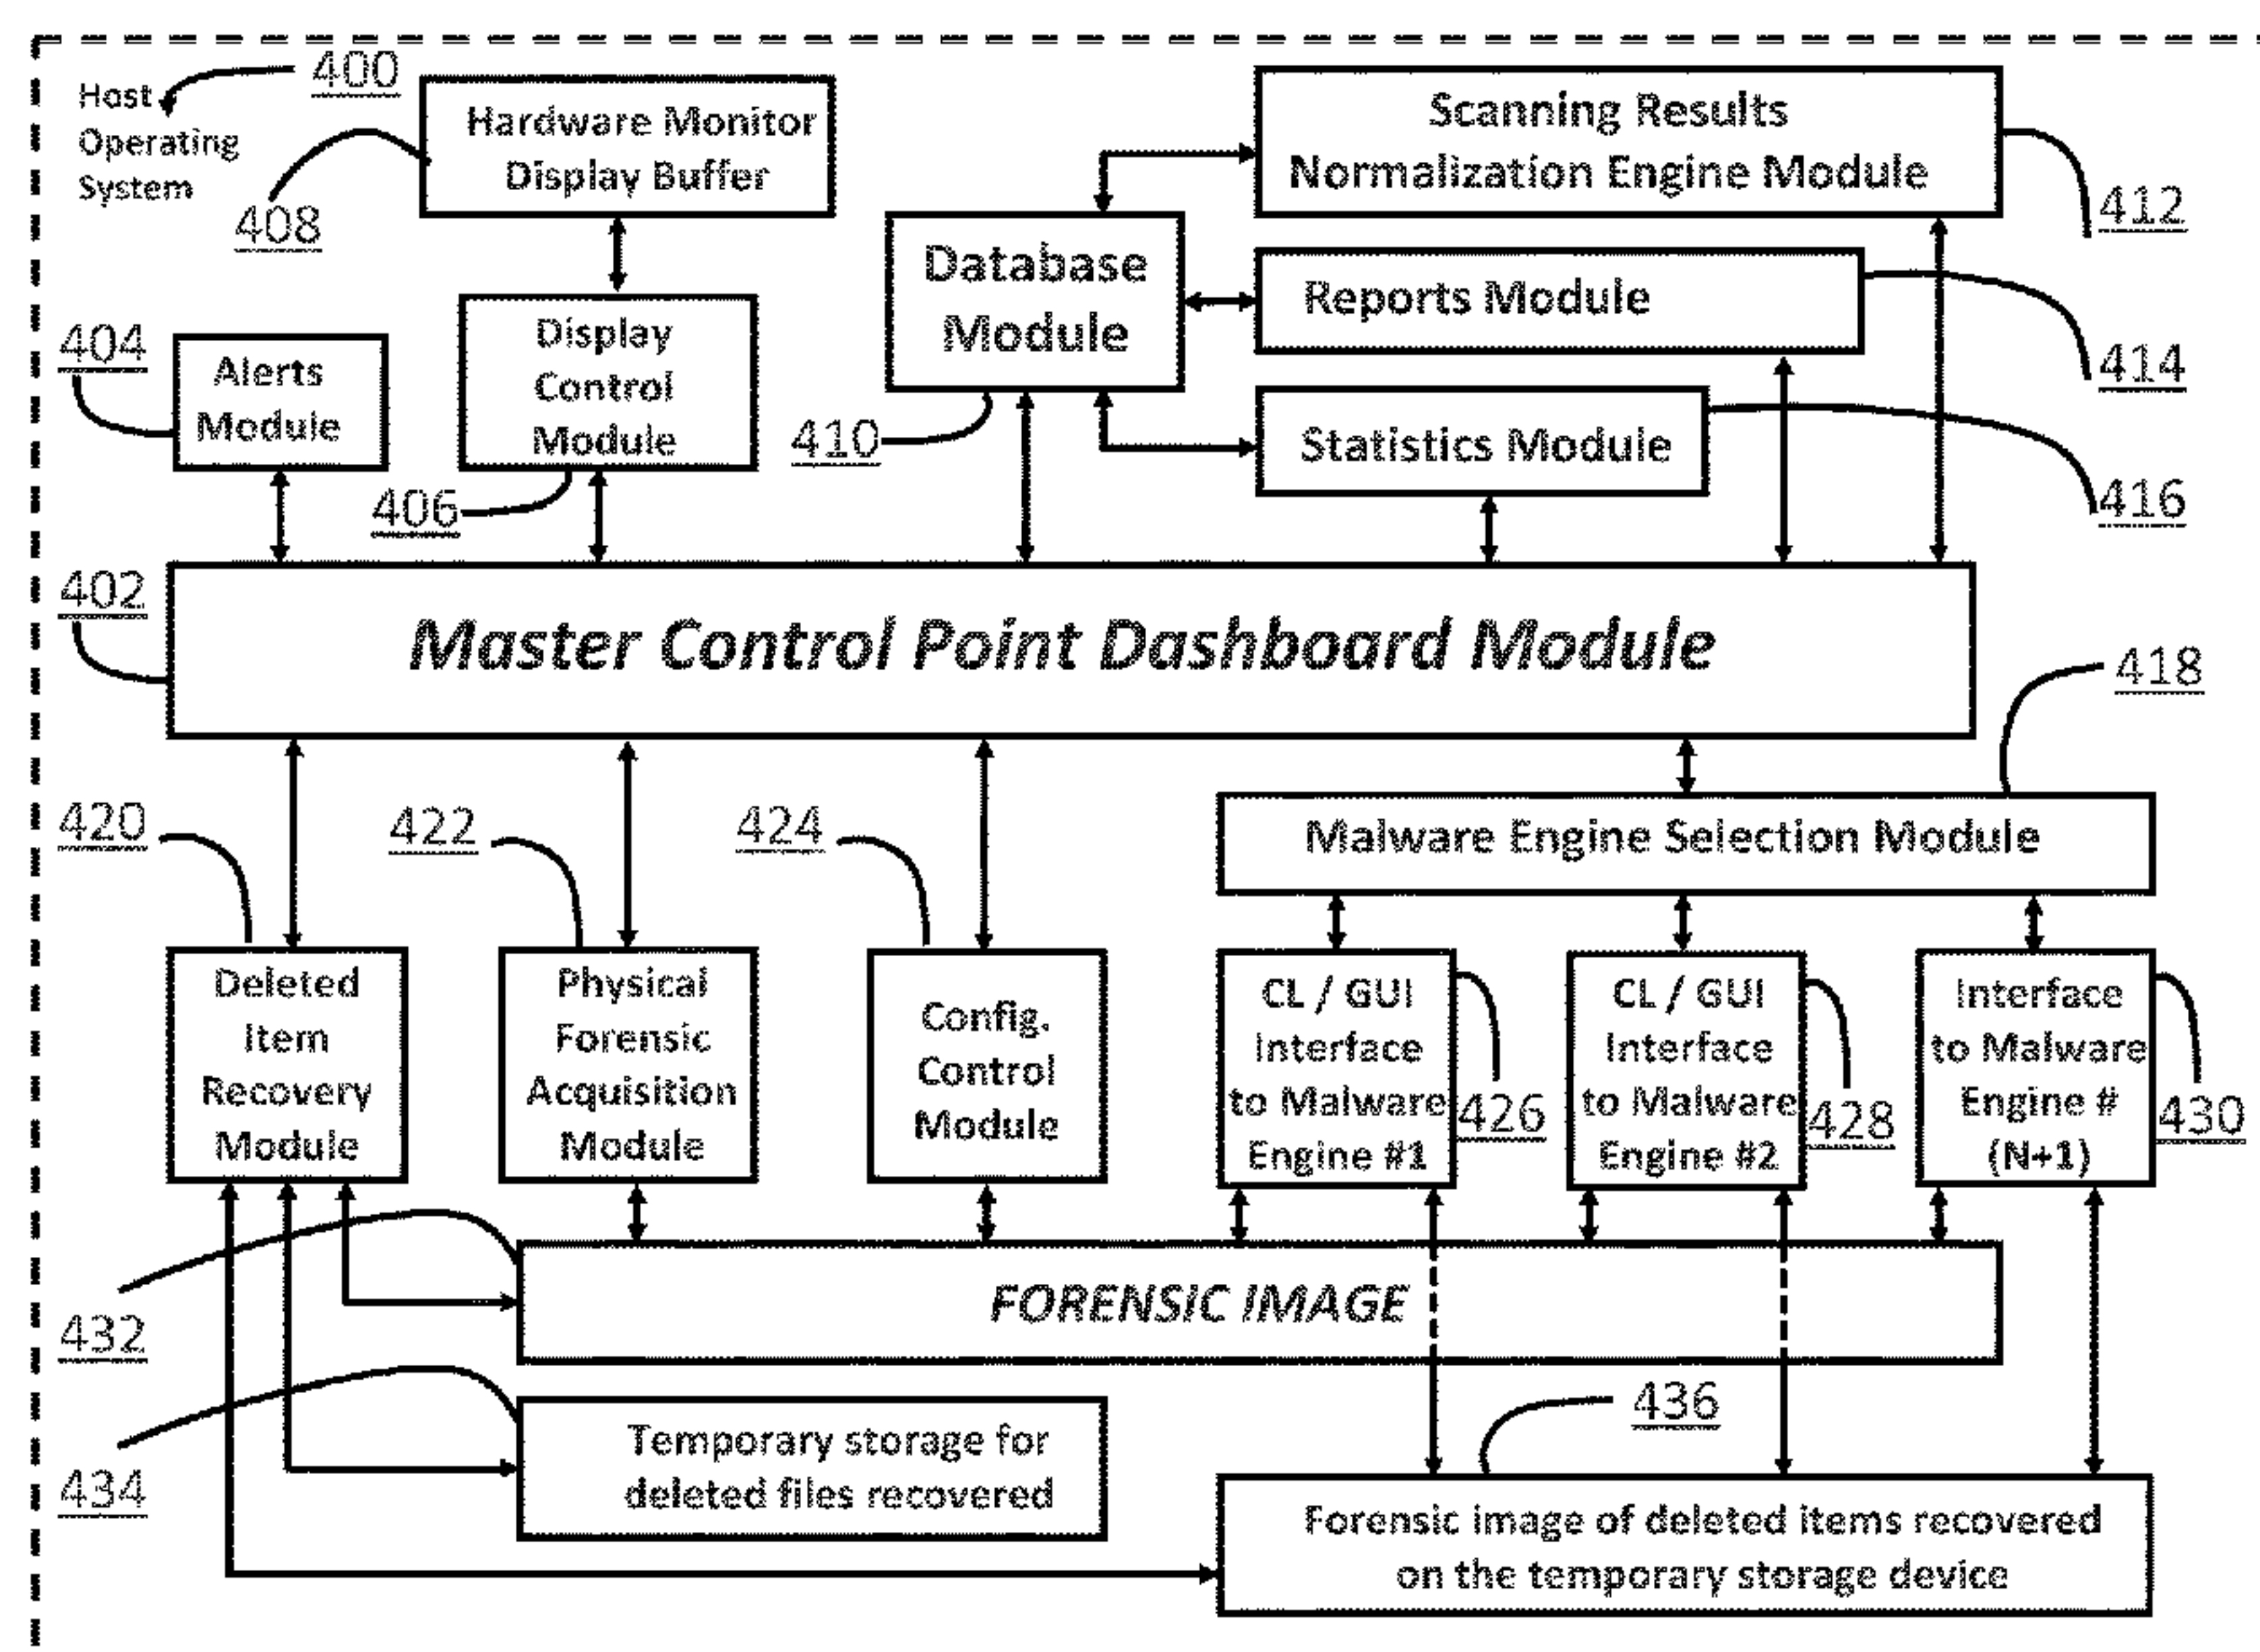 400
Host
Operating
System
Hardware Monitor
Display Buffer
408
Scanning Results
Normalization Engine Module
412
Database
Module
410
Reports Module
414
Statistics Module
416
404
Alerts
Module
Display
Control
Module
406
402
Master Control Point Dashboard Module
418
Malware Engine Selection Module
420
422
424
Deleted
Item
Recovery
Module
Physical
Forensic
Acquisition
Module
Config.
Control
Module
CL / GUI
Interface
to Malware
Engine #1
426
CL / GUI
Interface
to Malware
Engine #2
428
Interface
to Malware
Engine #
(N+1)
430
432
FORENSIC IMAGE
434
Temporary storage for
deleted files recovered
436
Forensic image of deleted items recovered
on the temporary storage device